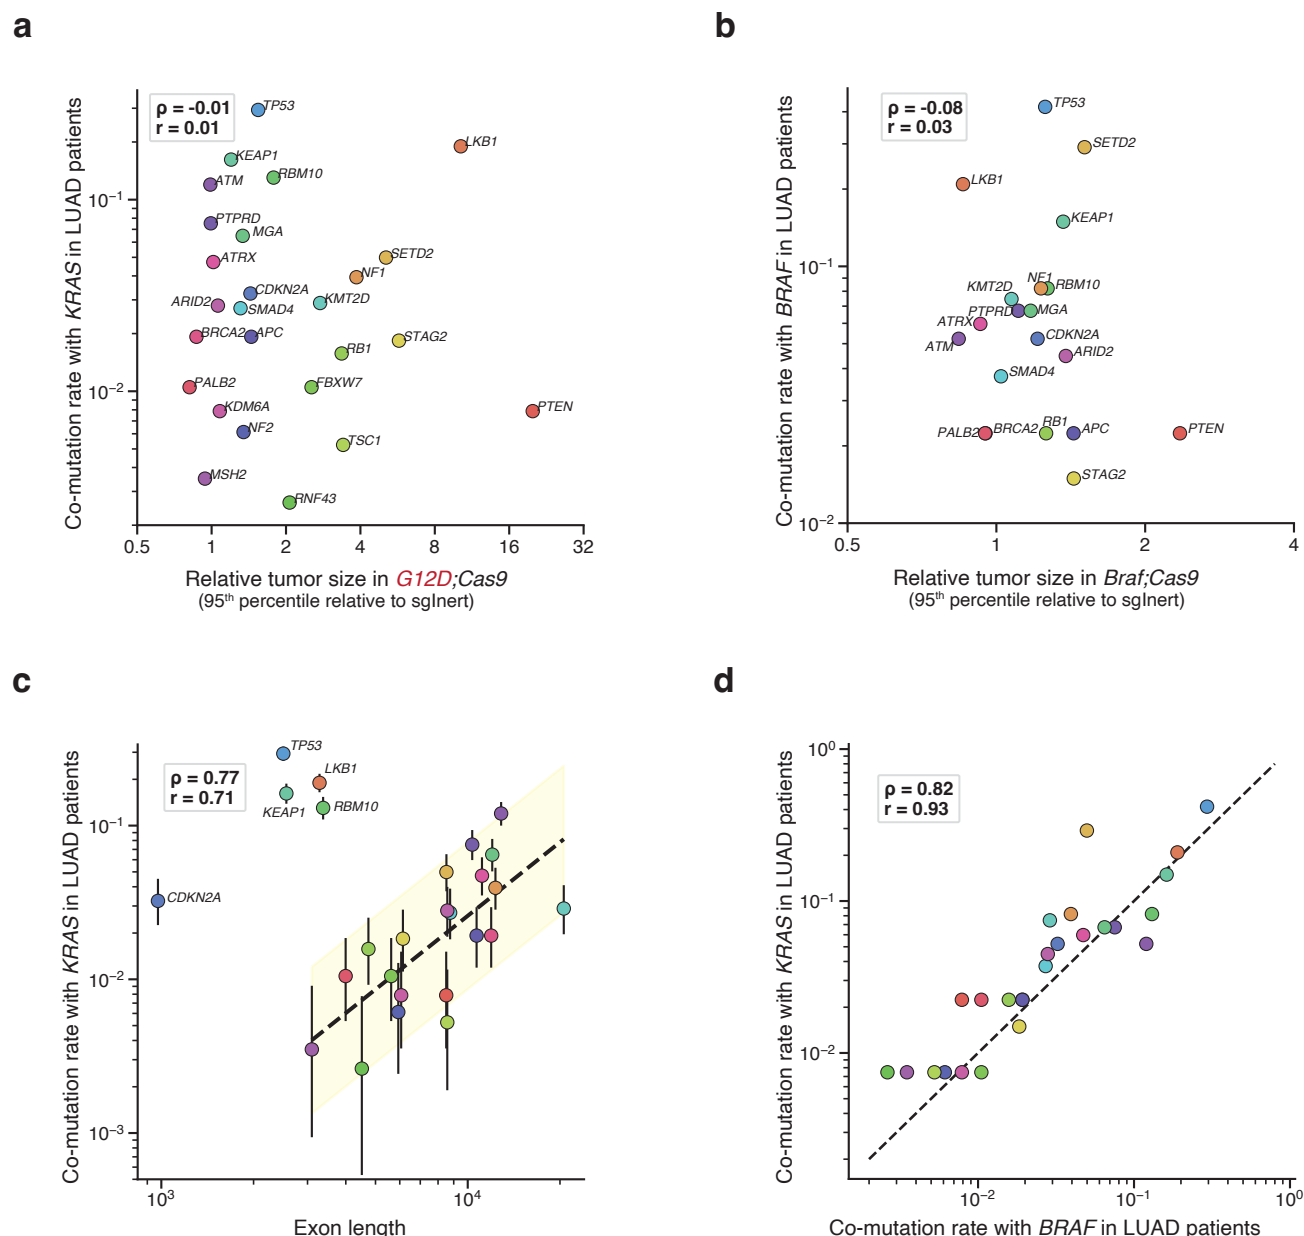 a
ρ = -0.01
r = 0.01
TP53
LKB1
KEAP1
RBM10
ATM
PTPRD
MGA
ATRX
SETD2
NF1
CDKN2A
KMT2D
ARID2
SMAD4
BRCA2
APC
STAG2
RB1
PALB2
FBXW7
KDM6A
PTEN
NF2
TSC1
MSH2
RNF43
10⁻¹
10⁻²
Co-mutation rate with KRAS in LUAD patients
0.5 1 2 4 8 16 32
Relative tumor size in G12D;Cas9
(95th percentile relative to sgInert)
b
ρ = -0.08
r = 0.03
TP53
SETD2
LKB1
KEAP1
NF1
KMT2D
RBM10
PTPRD
MGA
ATRX
CDKN2A
ATM
ARID2
SMAD4
PALB2
BRCA2
RB1
APC
PTEN
STAG2
10⁻¹
10⁻²
Co-mutation rate with BRAF in LUAD patients
0.5 1 2 4
Relative tumor size in Braf;Cas9
(95th percentile relative to sgInert)
c
ρ = 0.77
r = 0.71
TP53
LKB1
KEAP1
RBM10
CDKN2A
10⁻¹
10⁻²
10⁻³
Co-mutation rate with KRAS in LUAD patients
10³ 10⁴
Exon length
d
ρ = 0.82
r = 0.93
10⁰
10⁻¹
10⁻²
Co-mutation rate with KRAS in LUAD patients
10⁻² 10⁻¹ 10⁰
Co-mutation rate with BRAF in LUAD patients